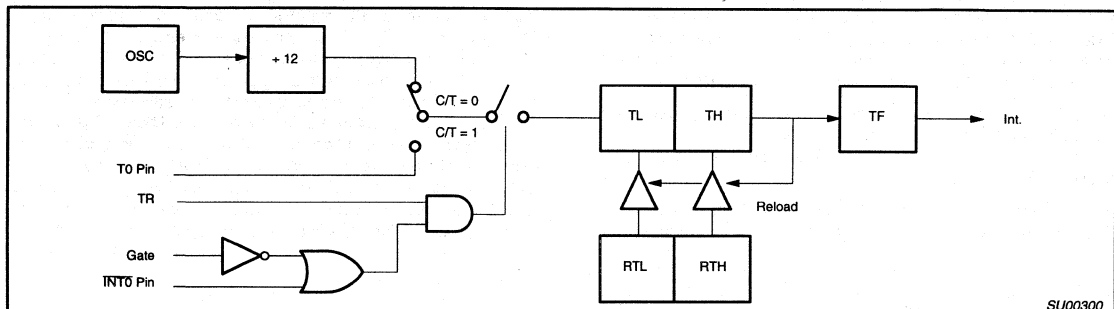 OSC
÷ 12
C/T = 0
C/T = 1
TL
TH
TF
Int.
T0 Pin
TR
Reload
Gate
INT0 Pin
RTL
RTH
SU00300